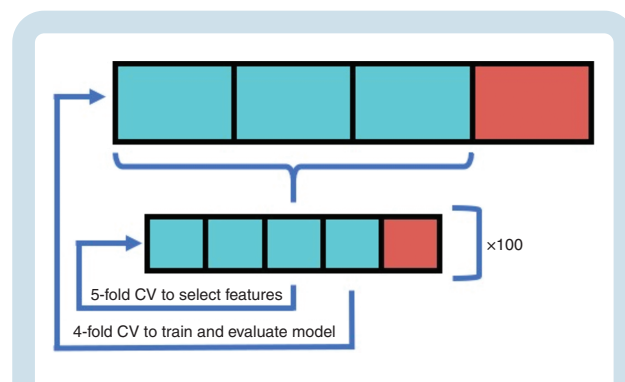 ×100
5-fold CV to select features
4-fold CV to train and evaluate model